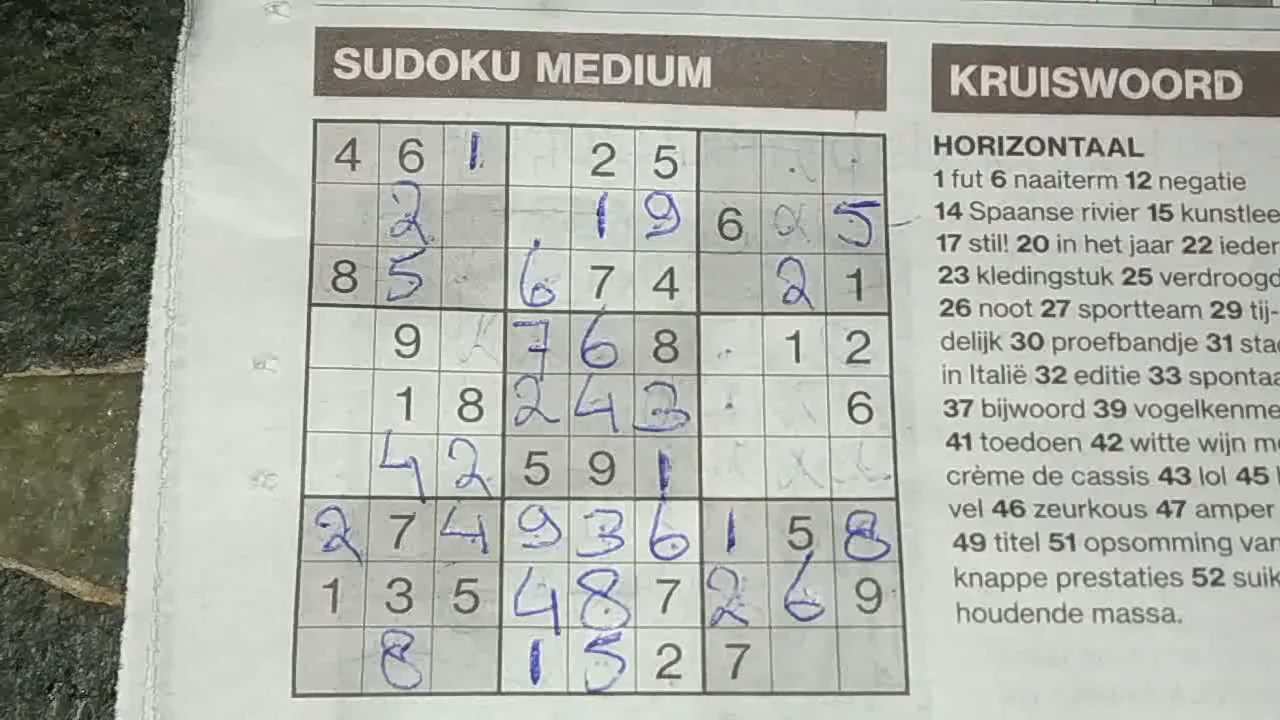 SUDOKU MEDIUM
4 6 1 2 5
2 1 9 6 2 5
8 5 6 7 4 2 1
9 7 6 8 1 2
1 8 2 4 3 6
4 2 5 9 1
2 7 4 9 3 6 1 5 8
1 3 5 4 8 7 2 6 9
8 1 5 2 7
KRUISWOORD
HORIZONTAAL
1 fut 6 naaiterm 12 negatie
14 Spaanse rivier 15 kunstlee
17 stil! 20 in het jaar 22 ieder
23 kledingstuk 25 verdroogd
26 noot 27 sportteam 29 tij-
delijk 30 proefbandje 31 sta
in Italië 32 editie 33 sponta
37 bijwoord 39 vogelkenme
41 toedoen 42 witte wijn m
crème de cassis 43 lol 45
vel 46 zeurkous 47 amper
49 titel 51 opsomming van
knappe prestaties 52 suik
houdende massa.